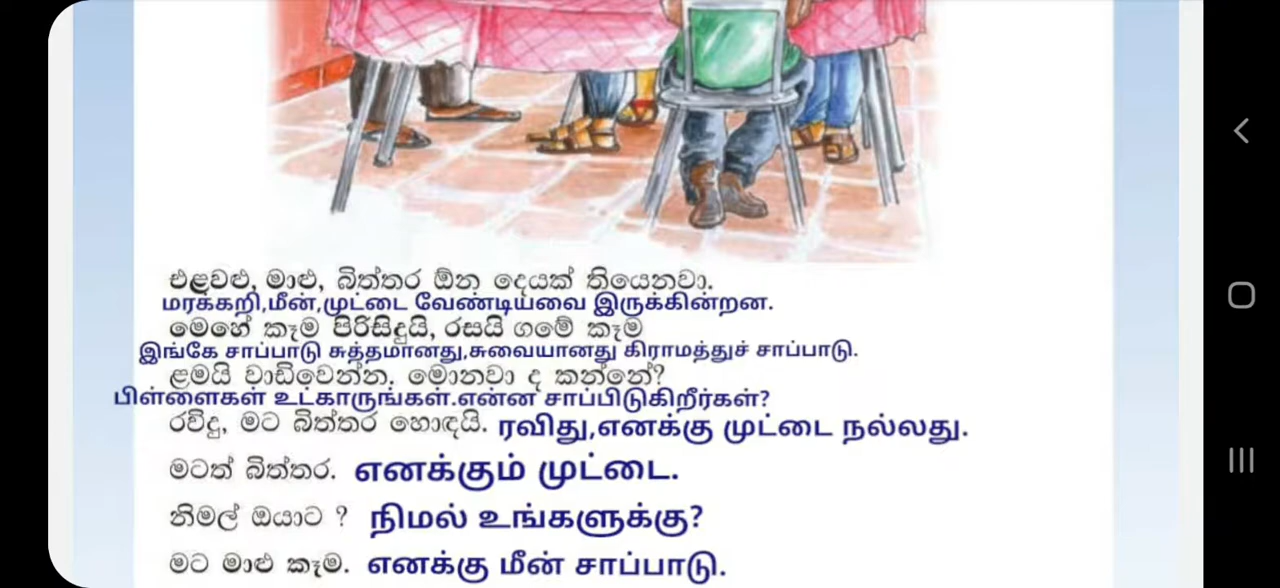 එළවළු, මාළු, බිත්තර ඕන දෙයක් තියෙනවා.
மரக்கறி,மீன்,முட்டை வேண்டியவை இருக்கின்றன.
මෙහේ කෑම පිරිසිදුයි, රසයි ගමේ කෑම
இங்கே சாப்பாடு சுத்தமானது,சுவையானது கிராமத்துச் சாப்பாடு.
ළමයි වාඩිවෙන්න. මොනවා ද කන්නේ?
பிள்ளைகள் உட்காருங்கள்.என்ன சாப்பிடுகிறீர்கள்?
රවිදු, මට බිත්තර හොඳයි. ரவிது,எனக்கு முட்டை நல்லது.
මටත් බිත්තර. எனக்கும் முட்டை.
නිමල් ඔයාට ? நிமல் உங்களுக்கு?
මට මාළු කෑම. எனக்கு மீன் சாப்பாடு.